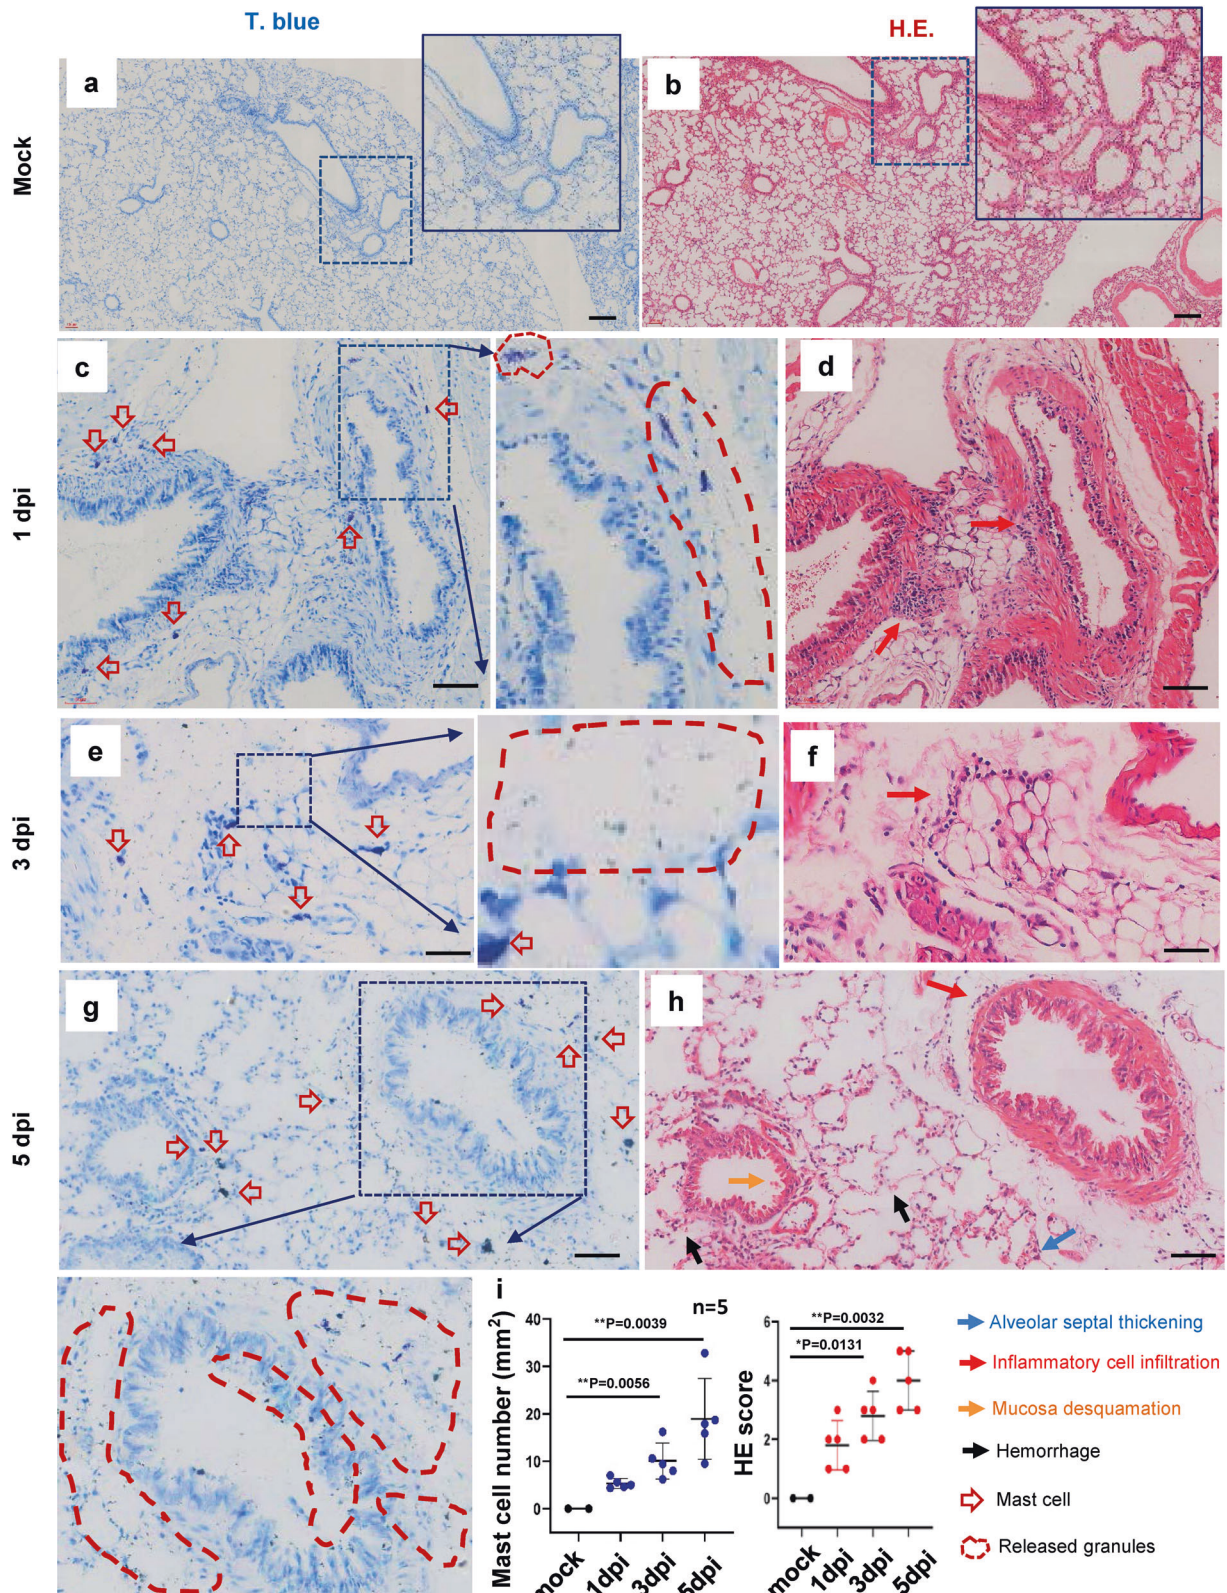 T. blue
H.E.
Mock
a
b
1 dpi
c
d
3 dpi
e
f
5 dpi
g
h
i
n=5
Mast cell number (mm²)
40
30
20
10
0
**P=0.0039
**P=0.0056
mock
1dpi
3dpi
5dpi
HE score
6
4
2
0
**P=0.0032
*P=0.0131
mock
1dpi
3dpi
5dpi
Alveolar septal thickening
Inflammatory cell infiltration
Mucosa desquamation
Hemorrhage
Mast cell
Released granules